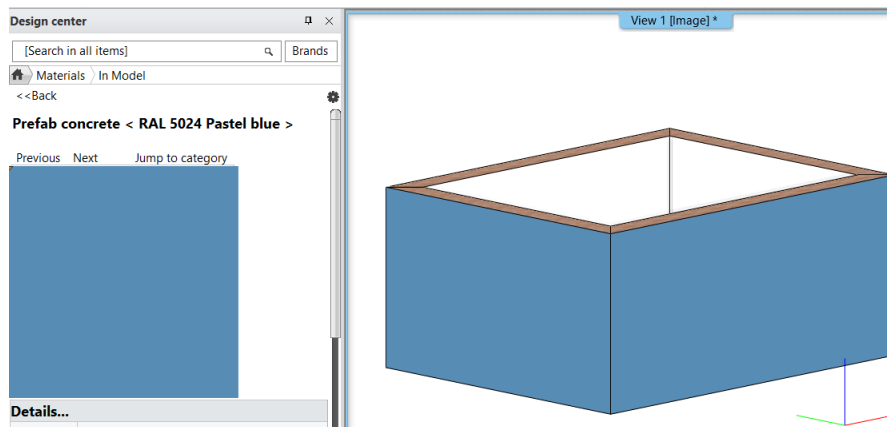 Design center
View 1 [Image] *
[Search in all items]
Brands
Materials
In Model
<<Back
Prefab concrete < RAL 5024 Pastel blue >
Previous Next Jump to category
Details...